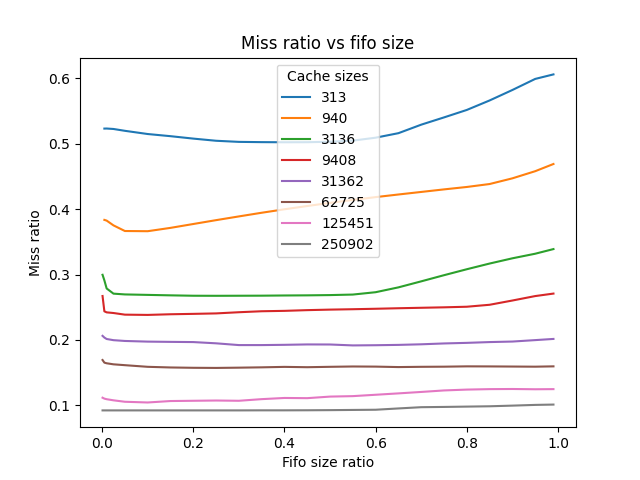 Miss ratio vs fifo size
Cache sizes
313
940
3136
9408
31362
62725
125451
250902
Miss ratio
0.6
0.5
0.4
0.3
0.2
0.1
0.0 0.2 0.4 0.6 0.8 1.0
Fifo size ratio